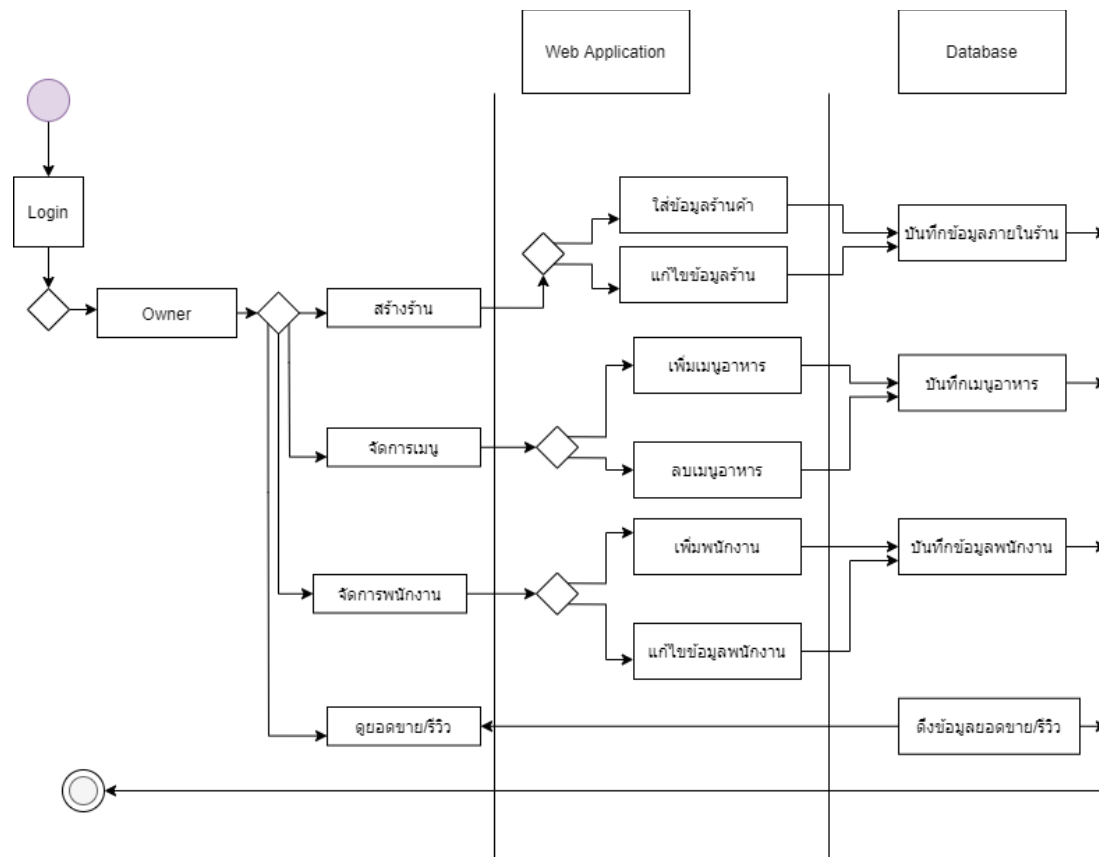 Web Application
Database
Login
Owner
สร้างร้าน
ใส่ข้อมูลร้านค้า
แก้ไขข้อมูลร้าน
บันทึกข้อมูลภายในร้าน
จัดการเมนู
เพิ่มเมนูอาหาร
ลบเมนูอาหาร
บันทึกเมนูอาหาร
จัดการพนักงาน
เพิ่มพนักงาน
แก้ไขข้อมูลพนักงาน
บันทึกข้อมูลพนักงาน
ดูยอดขาย/รีวิว
ดึงข้อมูลยอดขาย/รีวิว